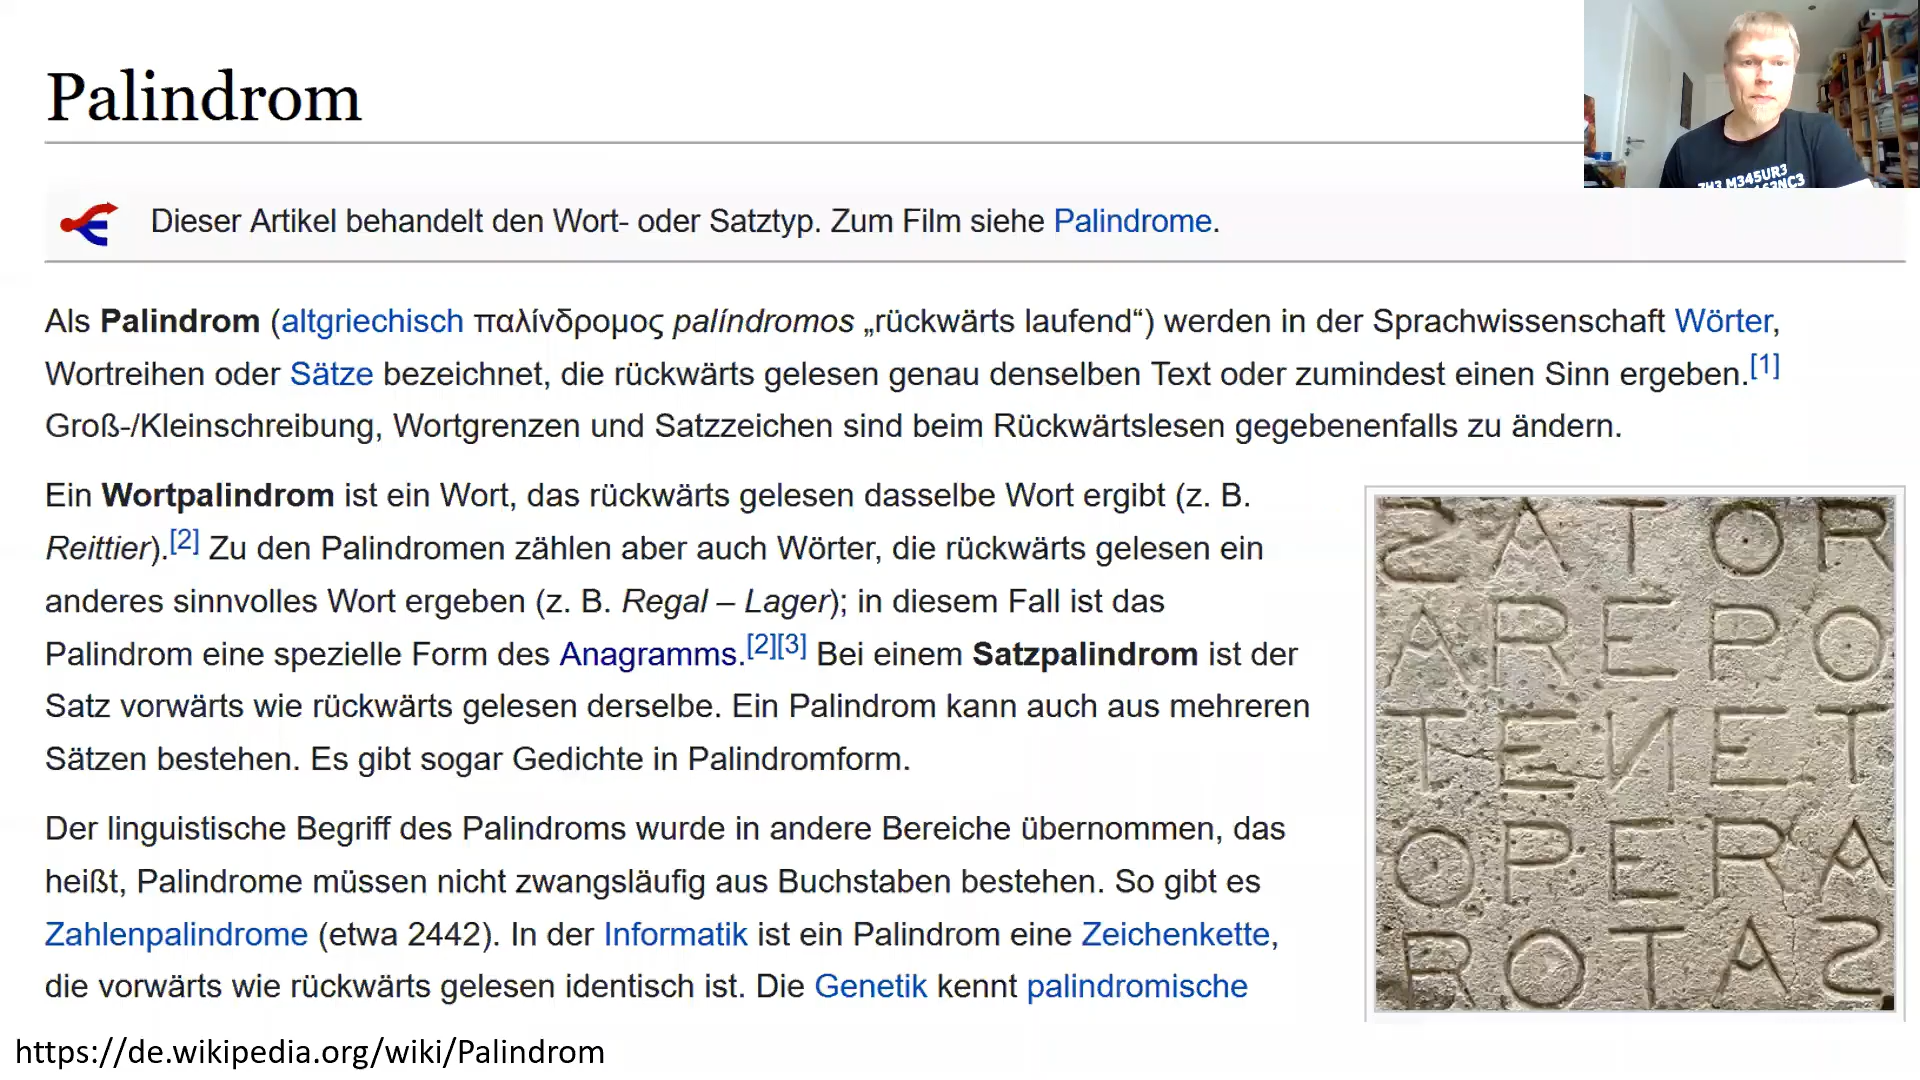 Palindrom
Dieser Artikel behandelt den Wort- oder Satztyp. Zum Film siehe Palindrome.
Als Palindrom (altgriechisch παλίνδρομος palíndromos „rückwärts laufend“) werden in der Sprachwissenschaft Wörter,
Wortreihen oder Sätze bezeichnet, die rückwärts gelesen genau denselben Text oder zumindest einen Sinn ergeben.[1]
Groß-/Kleinschreibung, Wortgrenzen und Satzzeichen sind beim Rückwärtslesen gegebenenfalls zu ändern.
Ein Wortpalindrom ist ein Wort, das rückwärts gelesen dasselbe Wort ergibt (z. B.
Reittier).[2] Zu den Palindromen zählen aber auch Wörter, die rückwärts gelesen ein
anderes sinnvolles Wort ergeben (z. B. Regal – Lager); in diesem Fall ist das
Palindrom eine spezielle Form des Anagramms.[2][3] Bei einem Satzpalindrom ist der
Satz vorwärts wie rückwärts gelesen derselbe. Ein Palindrom kann auch aus mehreren
Sätzen bestehen. Es gibt sogar Gedichte in Palindromform.
Der linguistische Begriff des Palindroms wurde in andere Bereiche übernommen, das
heißt, Palindrome müssen nicht zwangsläufig aus Buchstaben bestehen. So gibt es
Zahlenpalindrome (etwa 2442). In der Informatik ist ein Palindrom eine Zeichenkette,
die vorwärts wie rückwärts gelesen identisch ist. Die Genetik kennt palindromische
SATOR
AREPO
TENET
OPERA
ROTAS
M345UR3
https://de.wikipedia.org/wiki/Palindrom